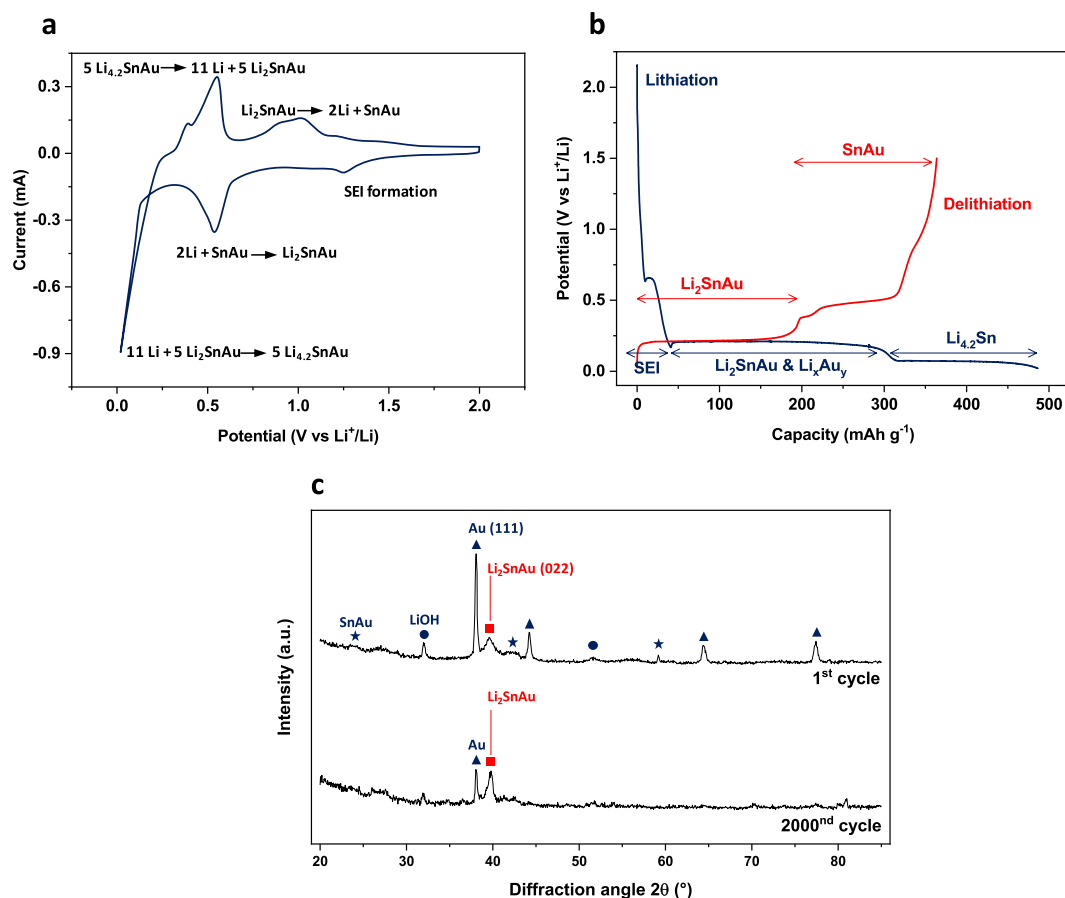 a
5 Li4.2SnAu → 11 Li + 5 Li2SnAu
Li2SnAu → 2Li + SnAu
SEI formation
2Li + SnAu → Li2SnAu
11 Li + 5 Li2SnAu → 5 Li4.2SnAu
Current (mA)
0.3
0.0
-0.3
-0.6
-0.9
0.0 0.5 1.0 1.5 2.0
Potential (V vs Li+/Li)
b
Lithiation
SnAu
Delithiation
Li2SnAu
Li4.2Sn
SEI
Li2SnAu & LixAuy
Potential (V vs Li+/Li)
2.0
1.5
1.0
0.5
0.0
0 100 200 300 400 500
Capacity (mAh g-1)
c
Au (111)
Li2SnAu (022)
SnAu
LiOH
1st cycle
Li2SnAu
Au
2000nd cycle
Intensity (a.u.)
20 30 40 50 60 70 80
Diffraction angle 2θ (°)